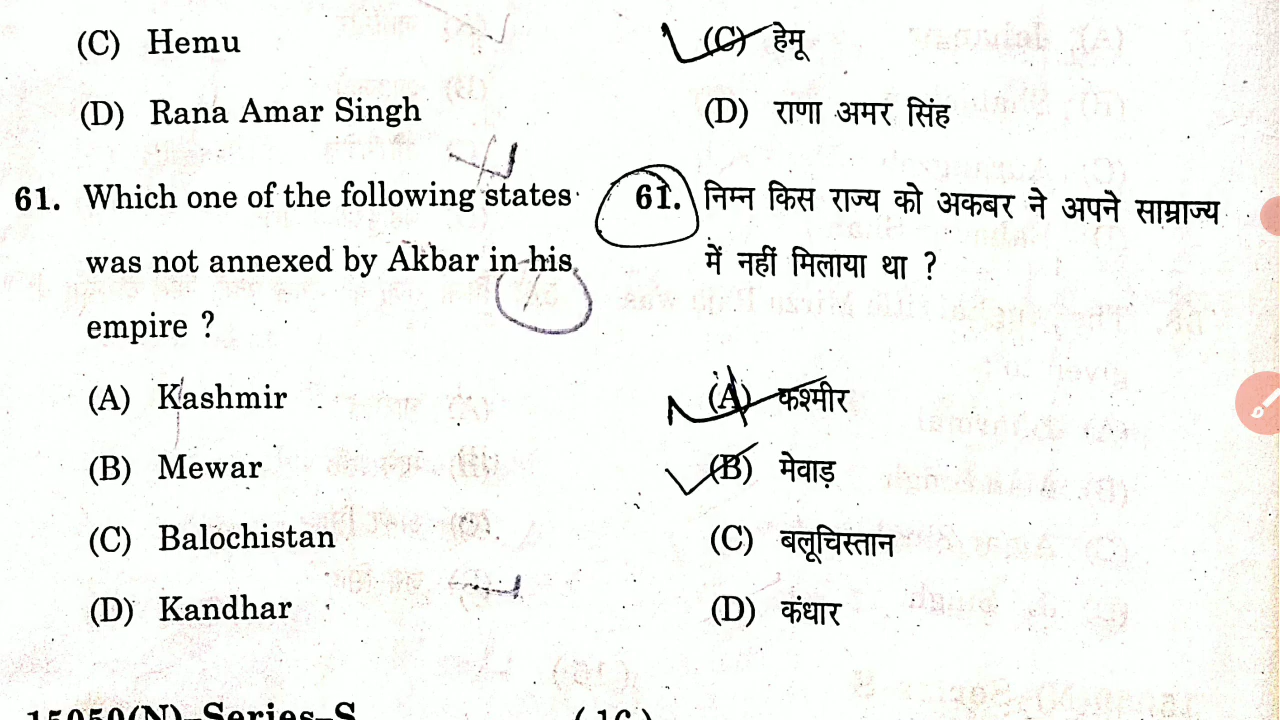 (C) Hemu
(D) Rana Amar Singh
61. Which one of the following states
was not annexed by Akbar in his
empire ?
(A) Kashmir
(B) Mewar
(C) Balochistan
(D) Kandhar
15050(N)–Series–S
(C) हेमू
(D) राणा अमर सिंह
61. निम्न किस राज्य को अकबर ने अपने साम्राज्य
में नहीं मिलाया था ?
(A) कश्मीर
(B) मेवाड़
(C) बलूचिस्तान
(D) कंधार
(16)